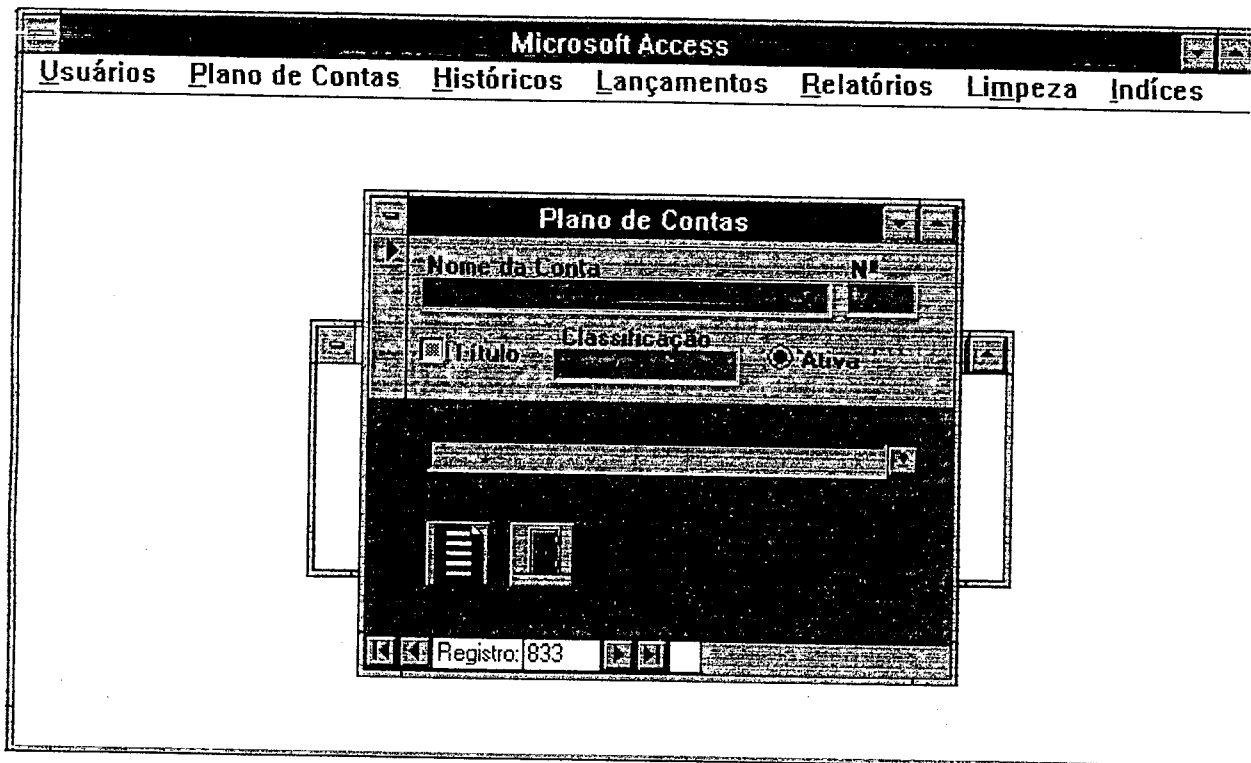 Microsoft Access
Usuários Plano de Contas Históricos Lançamentos Relatórios Limpeza Indíces
Plano de Contas
Nome da Conta Nº
Título Classificação Ativa
Registro: 833